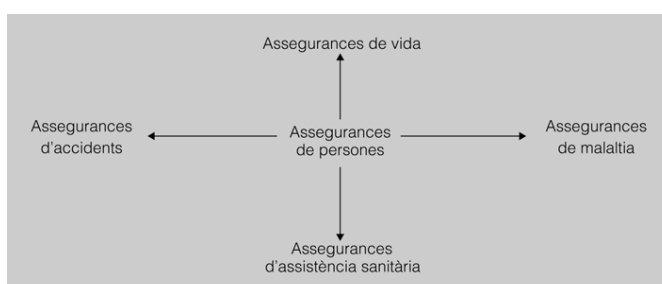 Assegurances de vida
Assegurances
d’accidents
Assegurances
de persones
Assegurances
de malaltia
Assegurances
d’assistència sanitària